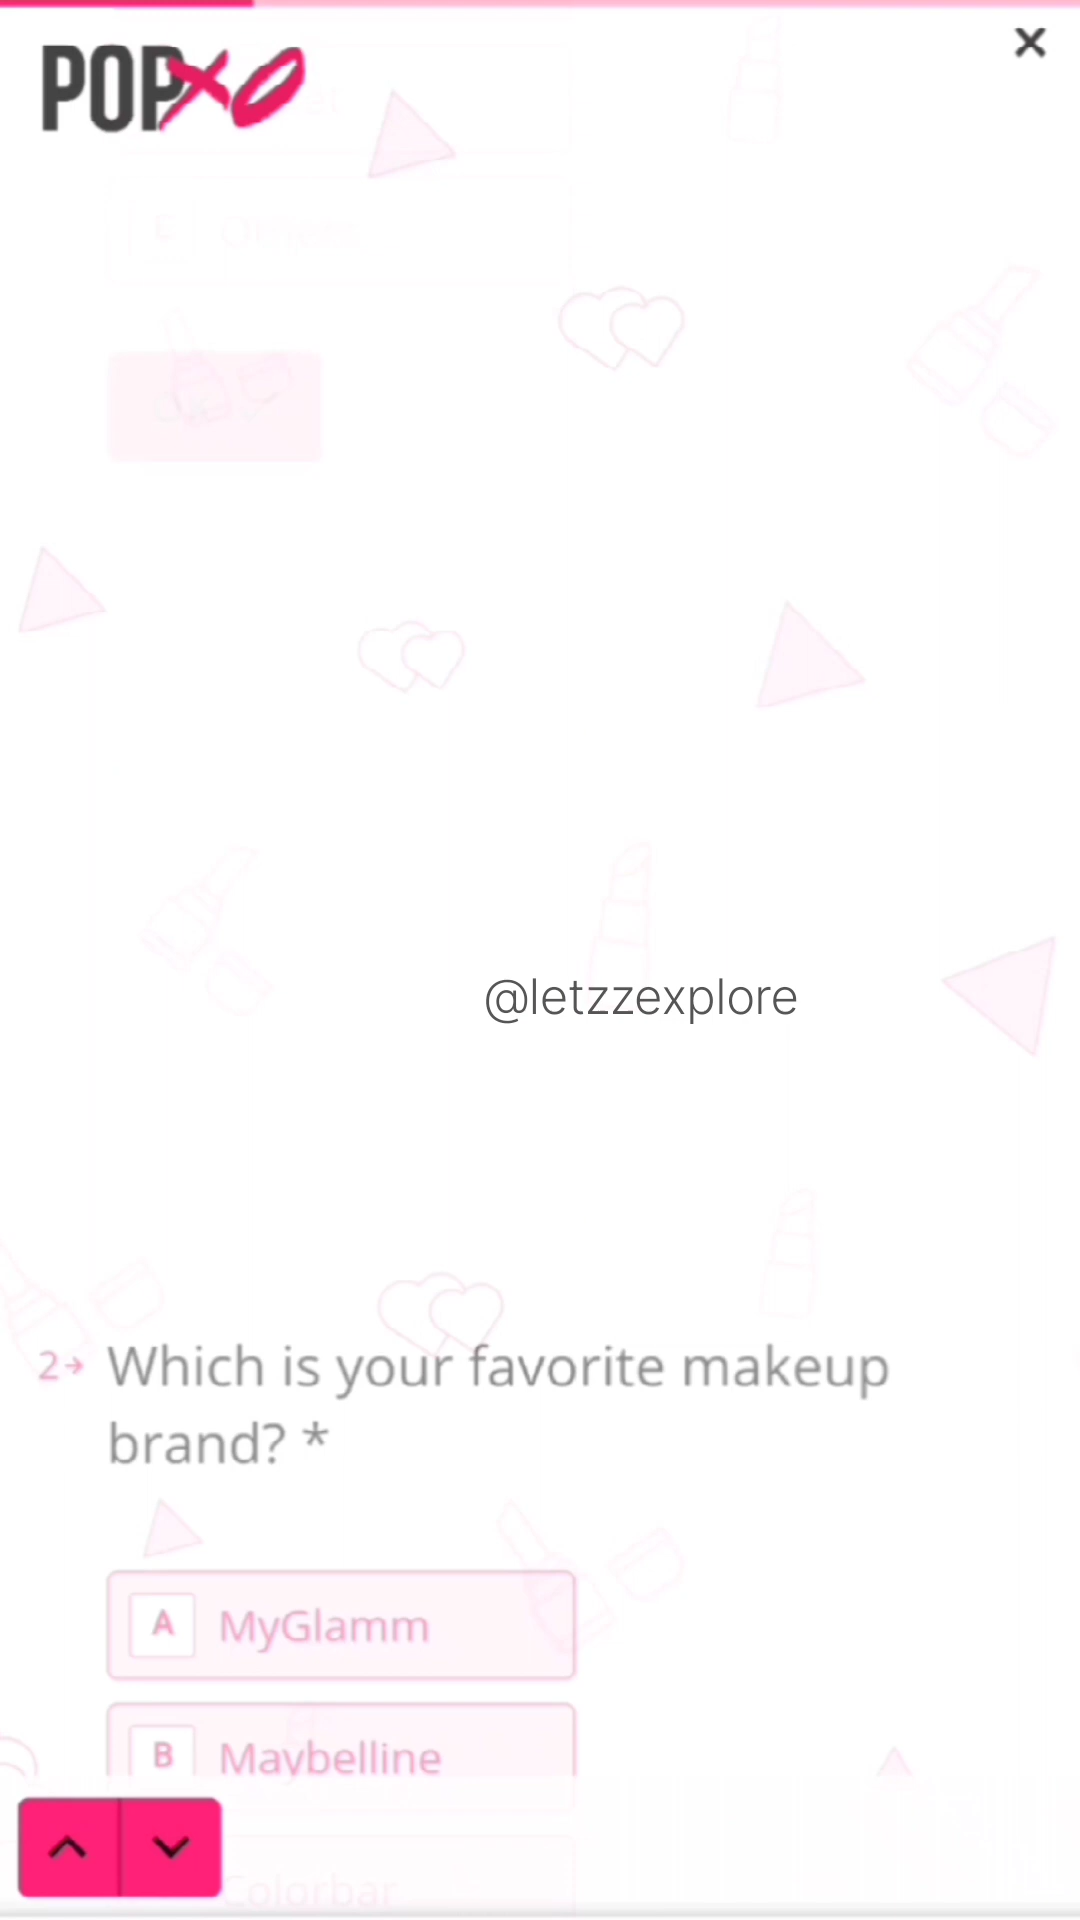 POPXO
@letzzexplore
2 Which is your favorite makeup
brand? *
A MyGlamm
B Maybelline
Colorbar